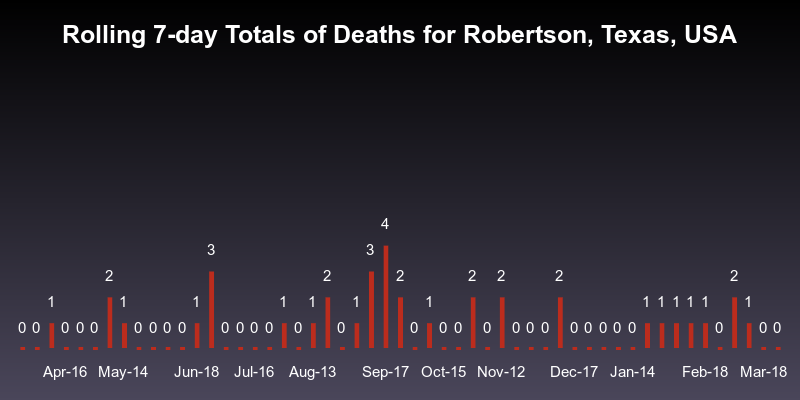 Rolling 7-day Totals of Deaths for Robertson, Texas, USA
0 0 1 0 0 0 2 1 0 0 0 0 1 3 0 0 0 0 1 0 1 2 0 1 3 4 2 0 1 0 0 2 0 2 0 0 0 2 0 0 0 0 0 1 1 1 1 1 0 2 1 0 0
Apr-16 May-14 Jun-18 Jul-16 Aug-13 Sep-17 Oct-15 Nov-12 Dec-17 Jan-14 Feb-18 Mar-18